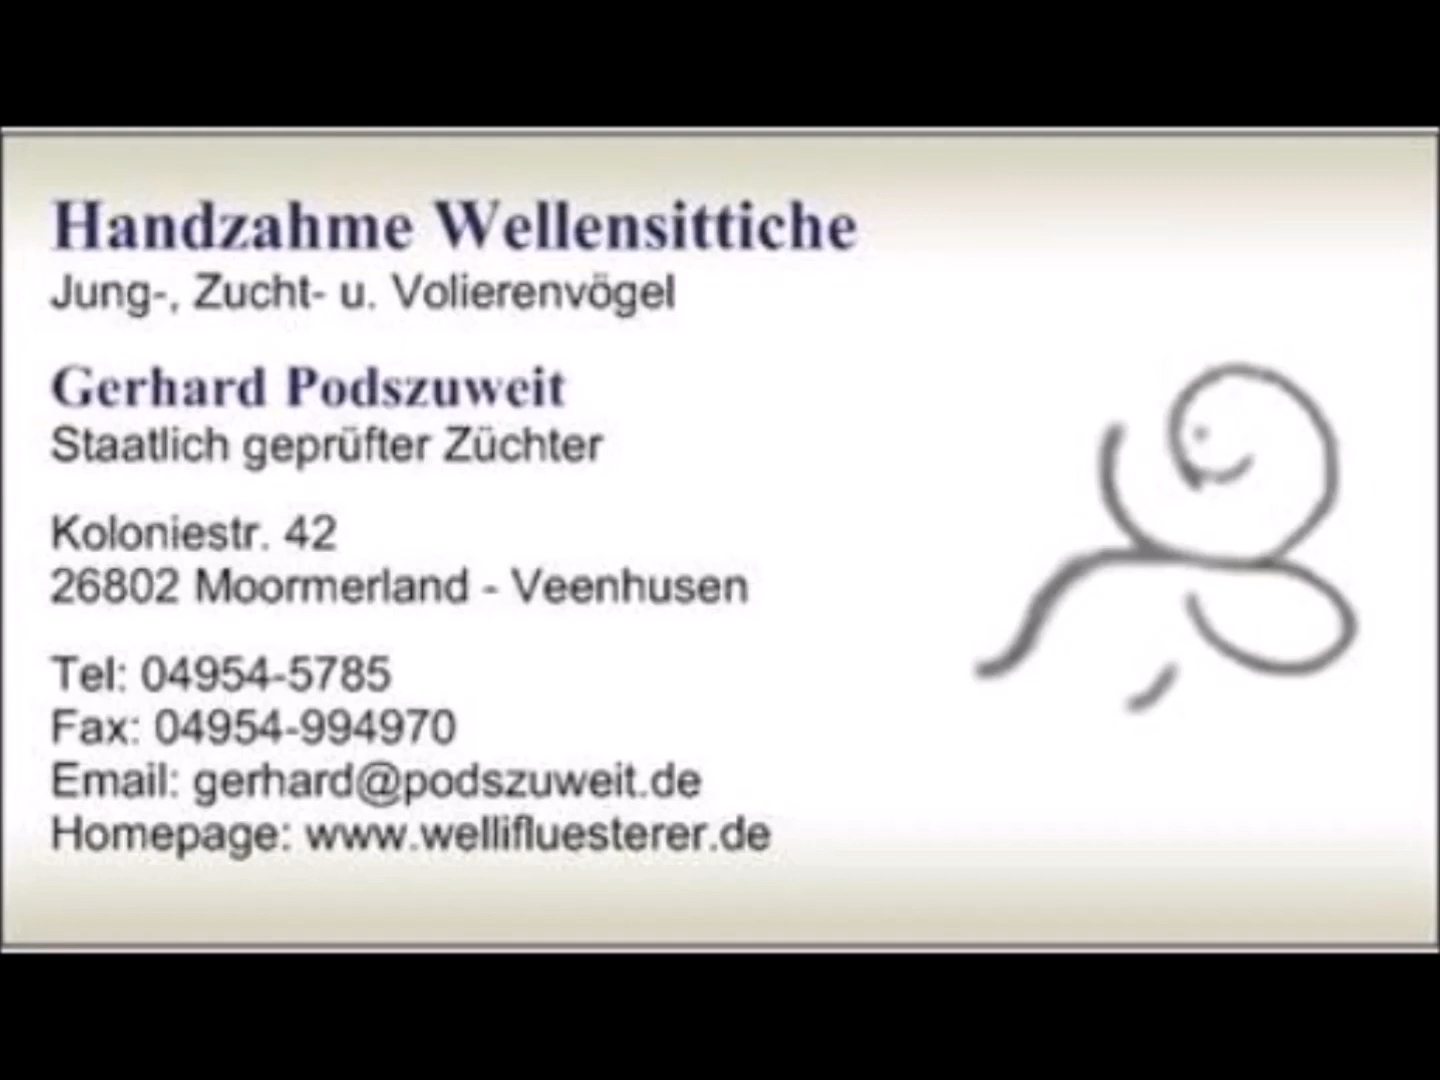 Handzahme Wellensittiche
Jung-, Zucht- u. Volierenvögel
Gerhard Podszuweit
Staatlich geprüfter Züchter
Koloniestr. 42
26802 Moormerland - Veenhusen
Tel: 04954-5785
Fax: 04954-994970
Email: gerhard@podszuweit.de
Homepage: www.wellifluesterer.de